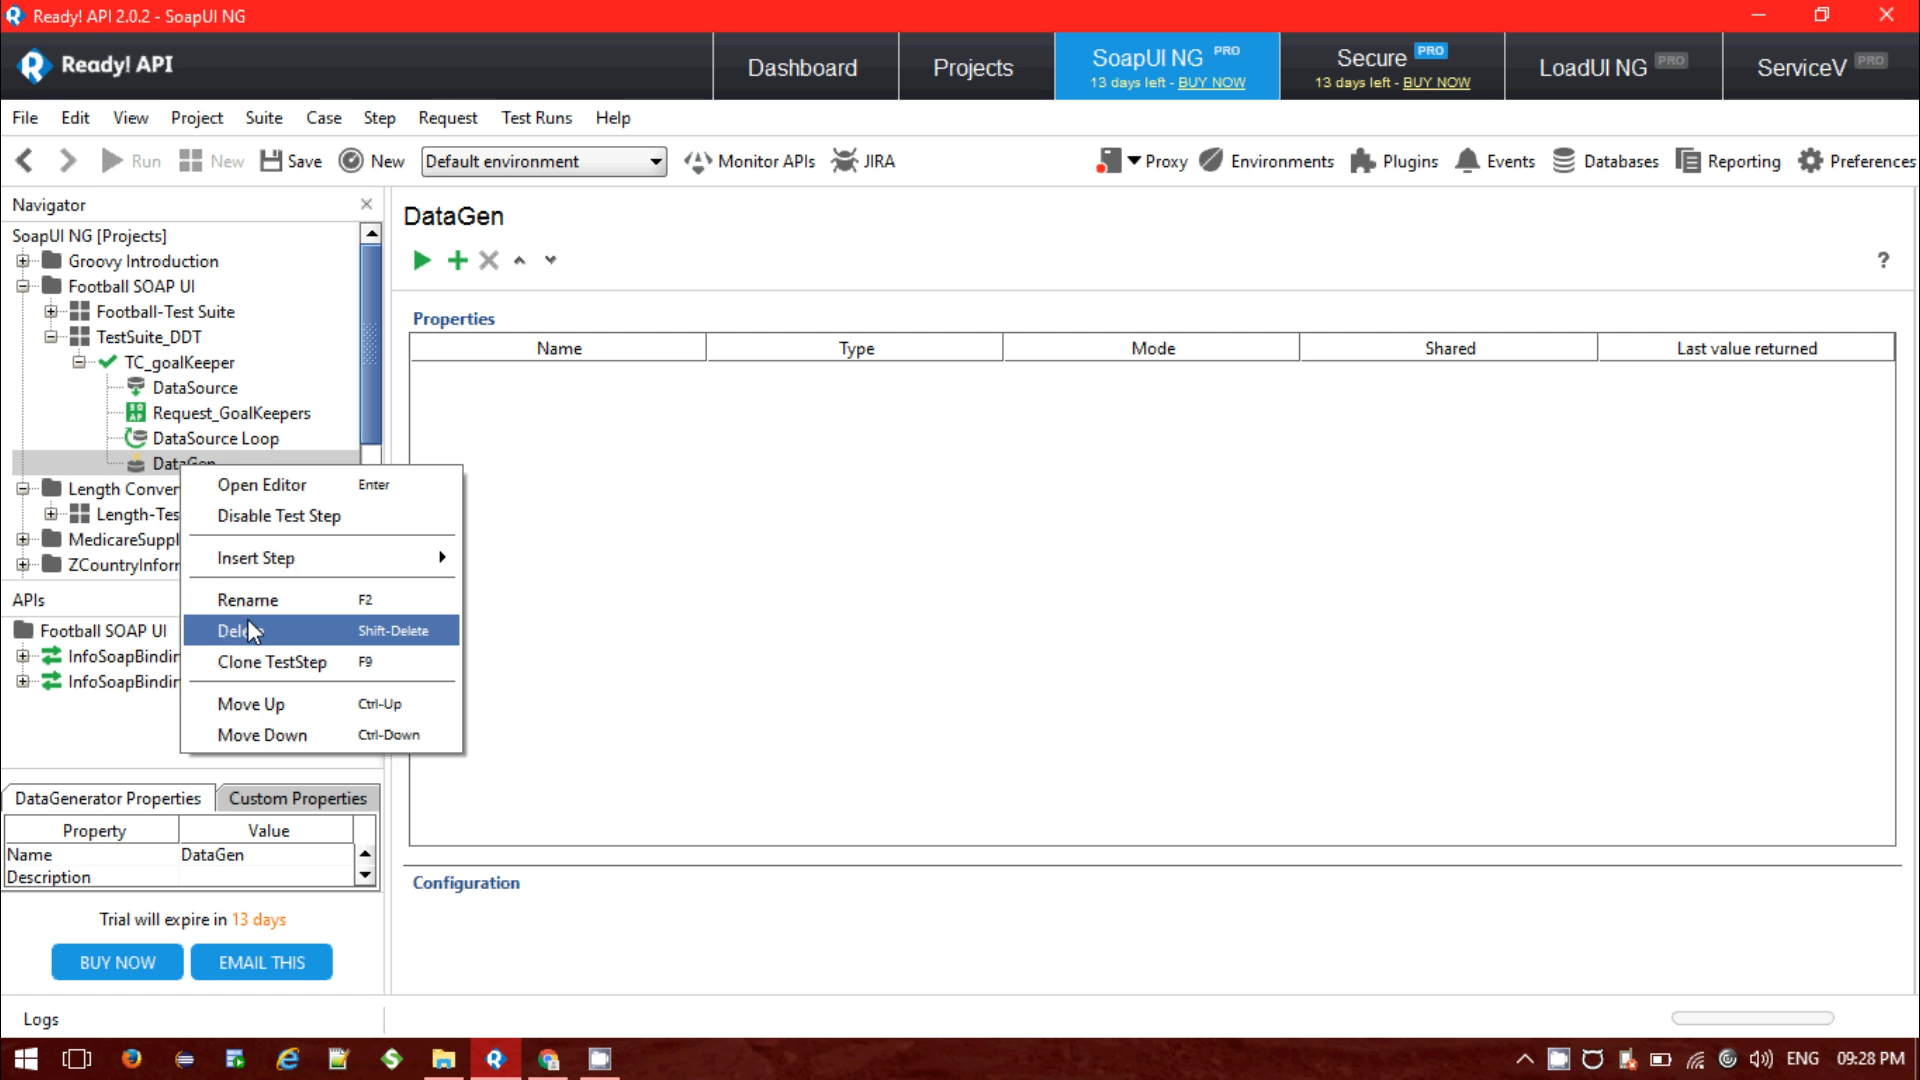 Ready! API 2.0.2 - SoapUI NG
Ready! API
Dashboard
Projects
SoapUI NG PRO
13 days left - BUY NOW
Secure PRO
13 days left - BUY NOW
LoadUI NG PRO
ServiceV PRO
File Edit View Project Suite Case Step Request Test Runs Help
Run New Save New Default environment Monitor APIs JIRA Proxy Environments Plugins Events Databases Reporting Preferences
Navigator
SoapUI NG [Projects]
Groovy Introduction
Football SOAP UI
Football-Test Suite
TestSuite_DDT
TC_goalKeeper
DataSource
Request_GoalKeepers
DataSource Loop
DataGen
Length Conver
Length-Tes
MedicareSuppl
ZCountryInforr
APIs
Football SOAP UI
InfoSoapBindin
InfoSoapBindin
Open Editor Enter
Disable Test Step
Insert Step
Rename F2
Delete Shift-Delete
Clone TestStep F9
Move Up Ctrl-Up
Move Down Ctrl-Down
DataGen
?
Properties
Name Type Mode Shared Last value returned
Configuration
DataGenerator Properties Custom Properties
Property Value
Name DataGen
Description
Trial will expire in 13 days
BUY NOW EMAIL THIS
Logs
ENG 09:28 PM